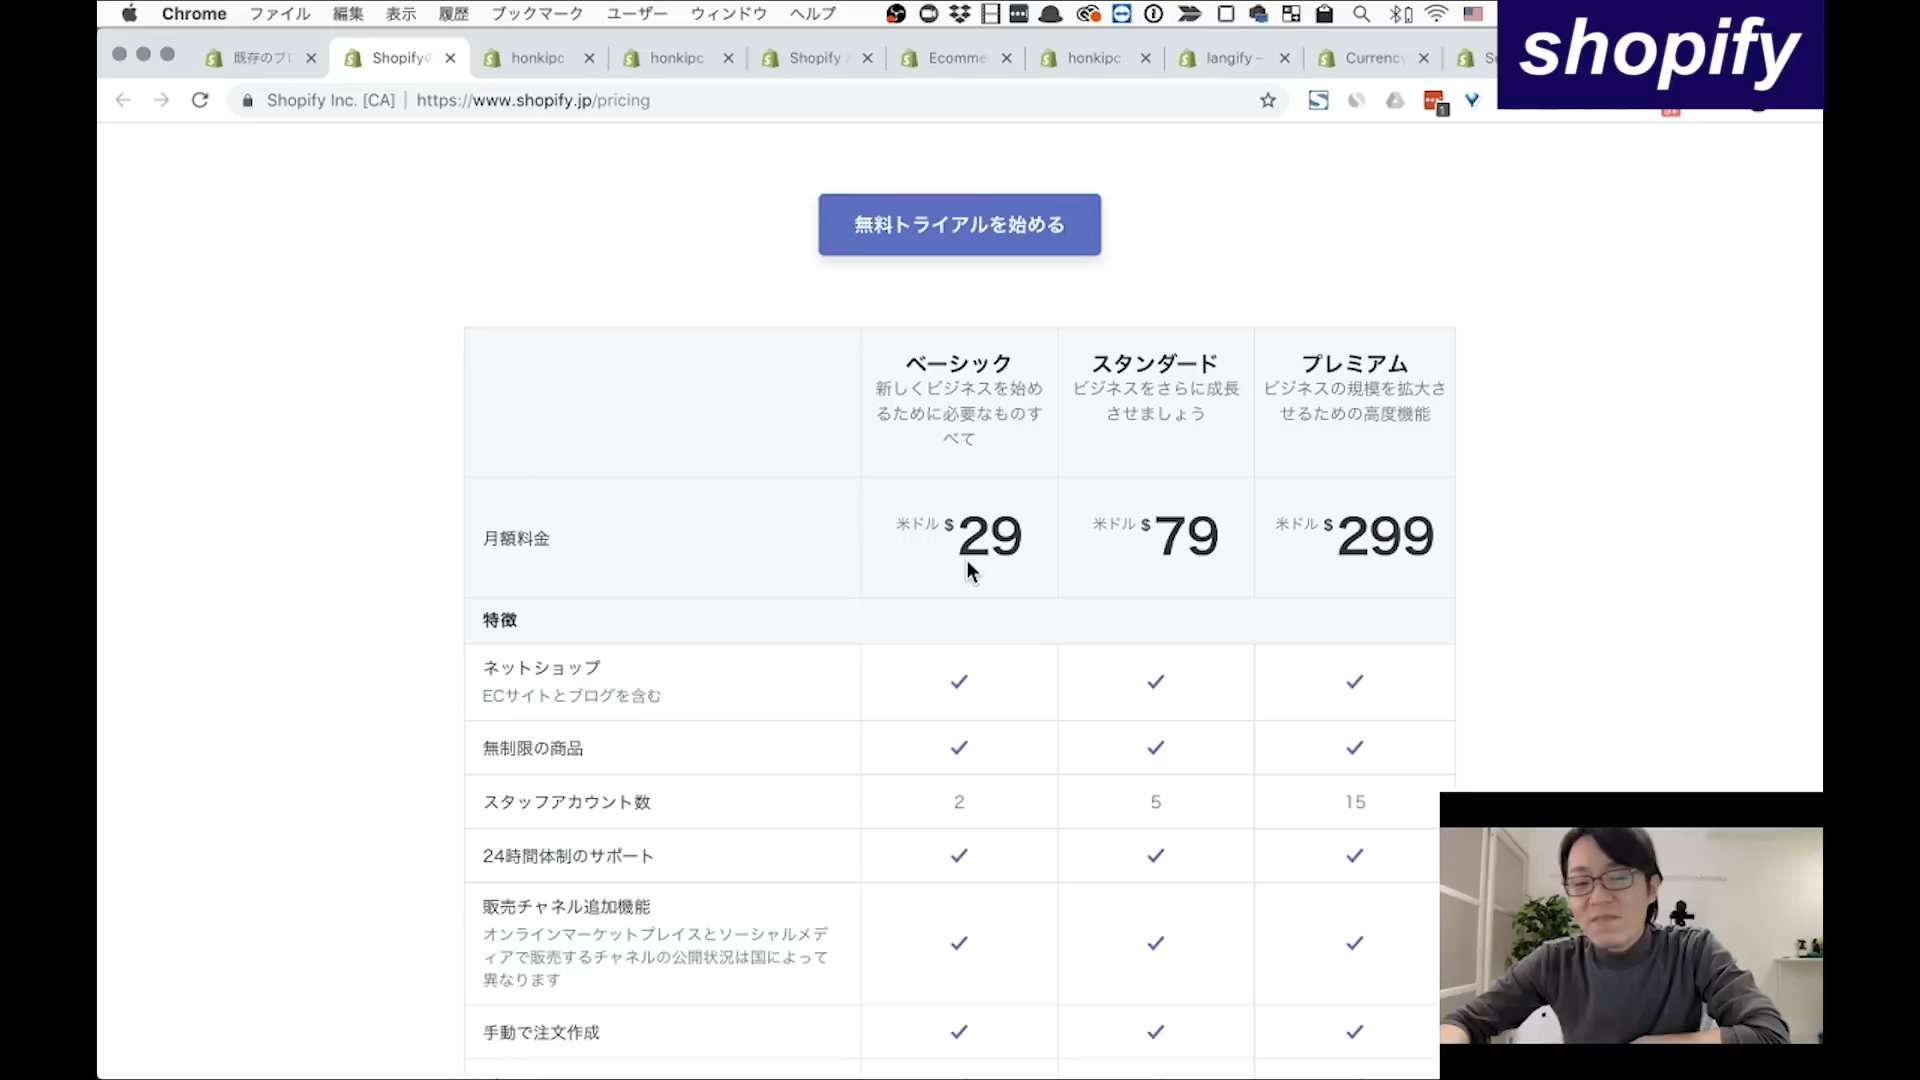 Chrome ファイル 編集 表示 履歴 ブックマーク ユーザー ウィンドウ ヘルプ
shopify
既存のブ
Shopifyの
honkipc
honkipc
Shopify
Ecomme
honkipc
langify –
Currency
Shopify Inc. [CA] | https://www.shopify.jp/pricing
無料トライアルを始める
ベーシック
新しくビジネスを始め
るために必要なものす
べて
スタンダード
ビジネスをさらに成長
させましょう
プレミアム
ビジネスの規模を拡大さ
せるための高度機能
月額料金
米ドル $ 29
米ドル $ 79
米ドル $ 299
特徴
ネットショップ
ECサイトとブログを含む
無制限の商品
スタッフアカウント数 2 5 15
24時間体制のサポート
販売チャネル追加機能
オンラインマーケットプレイスとソーシャルメデ
ィアで販売するチャネルの公開状況は国によって
異なります
手動で注文作成